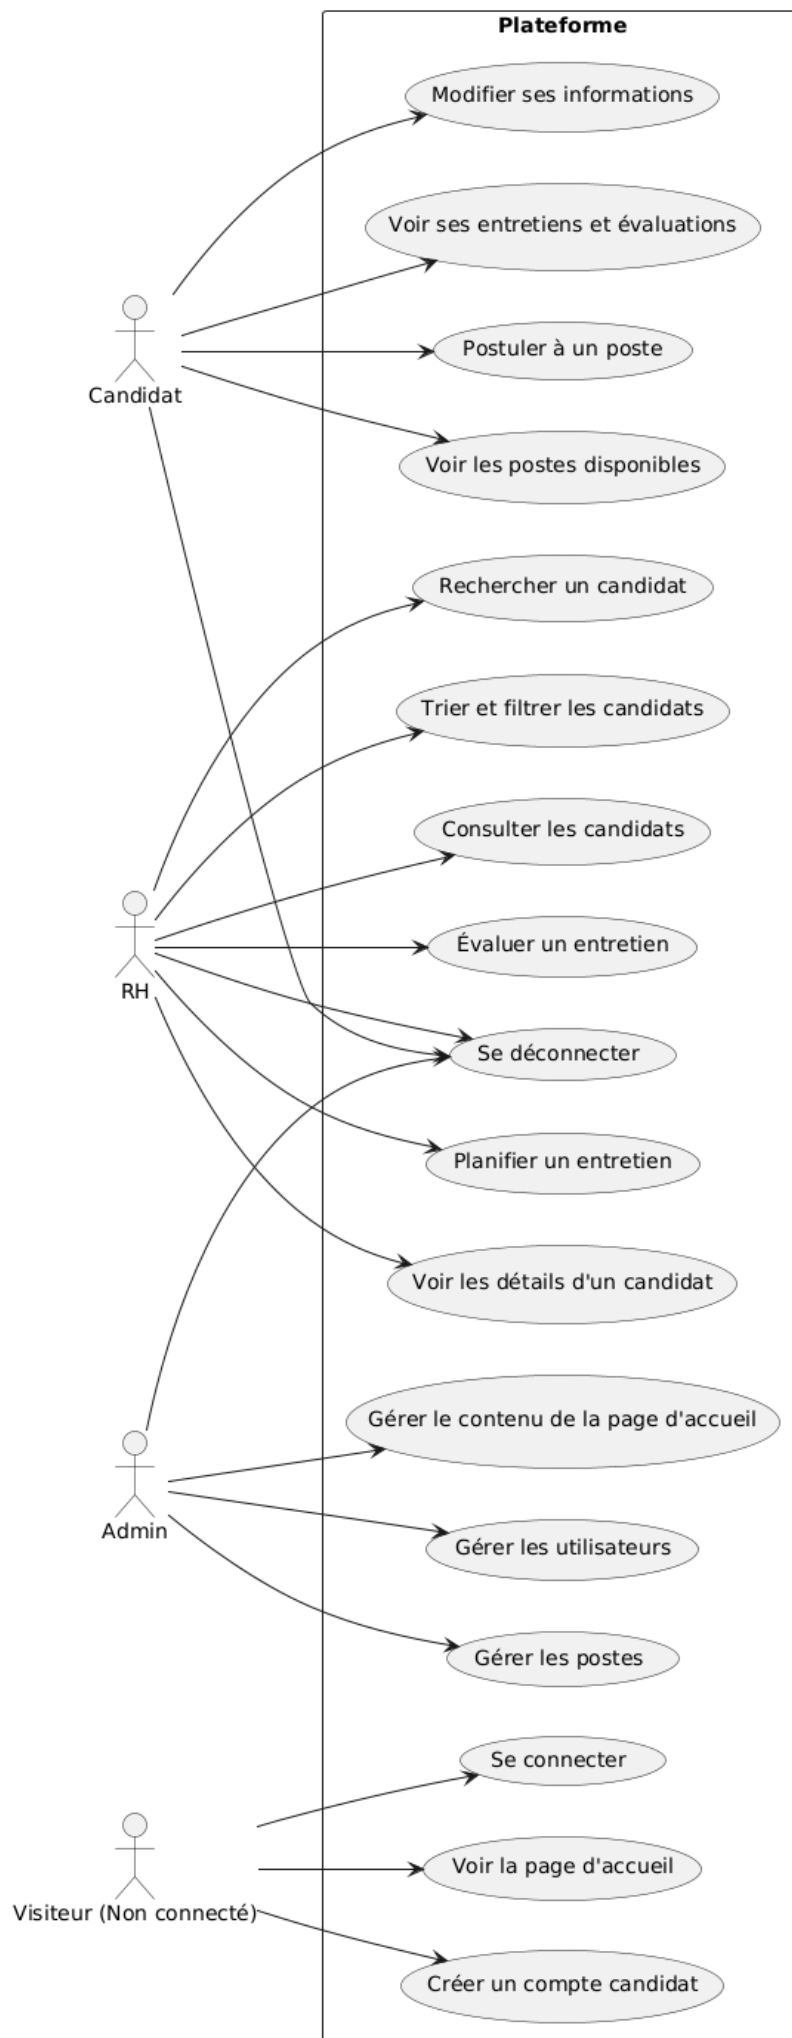 Plateforme
Modifier ses informations
Voir ses entretiens et évaluations
Postuler à un poste
Candidat
Voir les postes disponibles
Rechercher un candidat
Trier et filtrer les candidats
Consulter les candidats
Évaluer un entretien
RH
Se déconnecter
Planifier un entretien
Voir les détails d'un candidat
Gérer le contenu de la page d'accueil
Admin
Gérer les utilisateurs
Gérer les postes
Se connecter
Voir la page d'accueil
Visiteur (Non connecté)
Créer un compte candidat